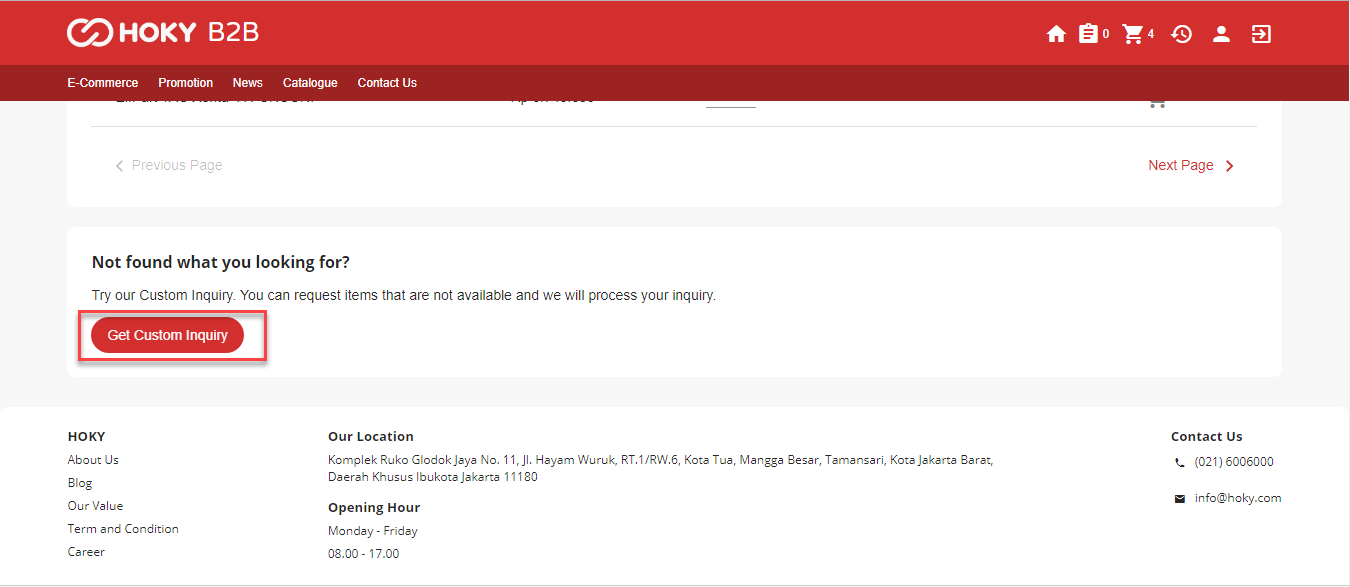 HOKY B2B
0
4
E-Commerce Promotion News Catalogue Contact Us
Previous Page
Next Page
Not found what you looking for?
Try our Custom Inquiry. You can request items that are not available and we will process your inquiry.
Get Custom Inquiry
HOKY
About Us
Blog
Our Value
Term and Condition
Career
Our Location
Komplek Ruko Glodok Jaya No. 11, Jl. Hayam Wuruk, RT.1/RW.6, Kota Tua, Mangga Besar, Tamansari, Kota Jakarta Barat,
Daerah Khusus Ibukota Jakarta 11180
Opening Hour
Monday - Friday
08.00 - 17.00
Contact Us
(021) 6006000
info@hoky.com